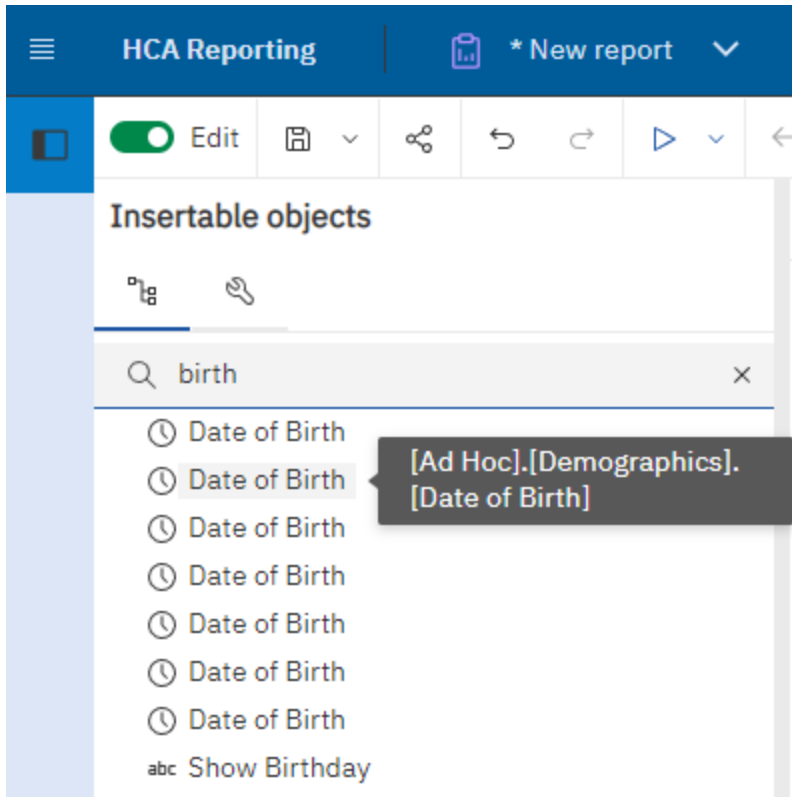 HCA Reporting
* New report
Edit
Insertable objects
birth
Date of Birth
Date of Birth
[Ad Hoc].[Demographics].
[Date of Birth]
Date of Birth
Date of Birth
Date of Birth
Date of Birth
Date of Birth
abc Show Birthday